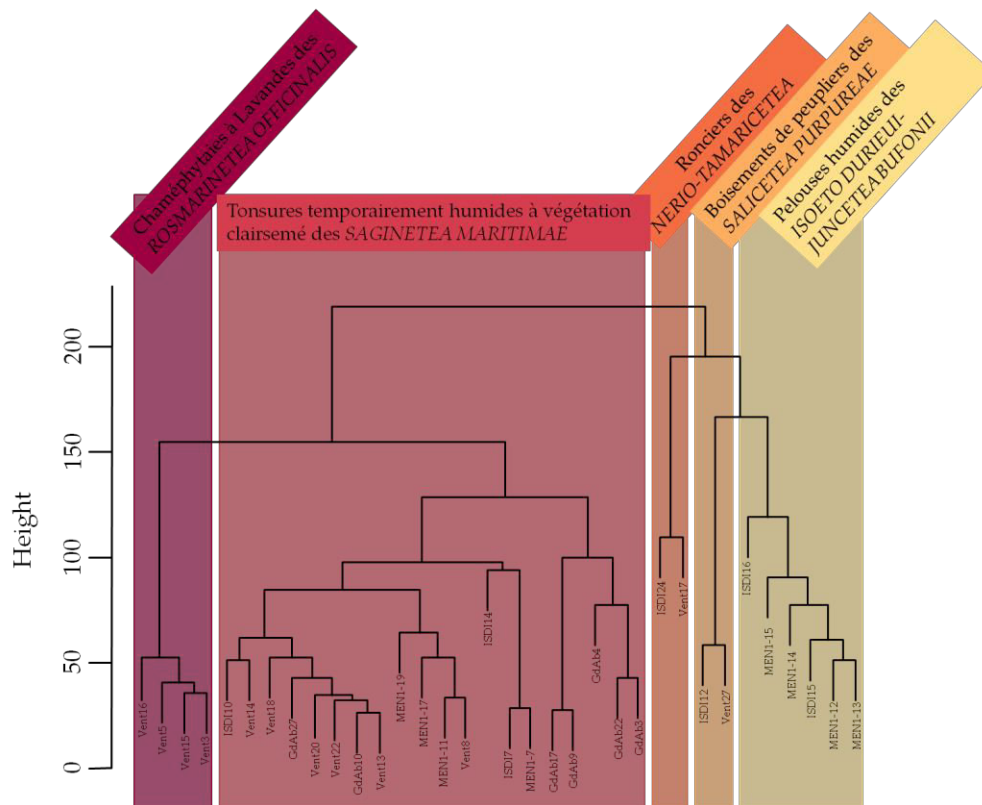 Chaméphytaies à Lavandes des
ROSMARINETEA OFFICINALIS
Tonsures temporairement humides à végétation
clairsemé des SAGINETEA MARITIMAE
Ronciers des
NERIO-TAMARICETEA
Boisements de peupliers des
SALICETEA PURPUREAE
Pelouses humides des
ISOETO DURIEUI-
JUNCETEA BUFONII
Height
200
150
100
50
0
Vent16
Vent5
Vent15
Vent3
ISDI10
Vent14
Vent18
GdAb27
Vent20
Vent22
GdAb10
Vent13
MEN1-19
MEN1-17
MEN1-11
Vent8
ISDI14
ISDI7
MEN1-7
GdAb17
GdAb9
GdAb4
GdAb22
GdAb3
ISDI24
Vent17
ISDI12
Vent27
ISDI16
MEN1-15
MEN1-14
ISDI15
MEN1-12
MEN1-13